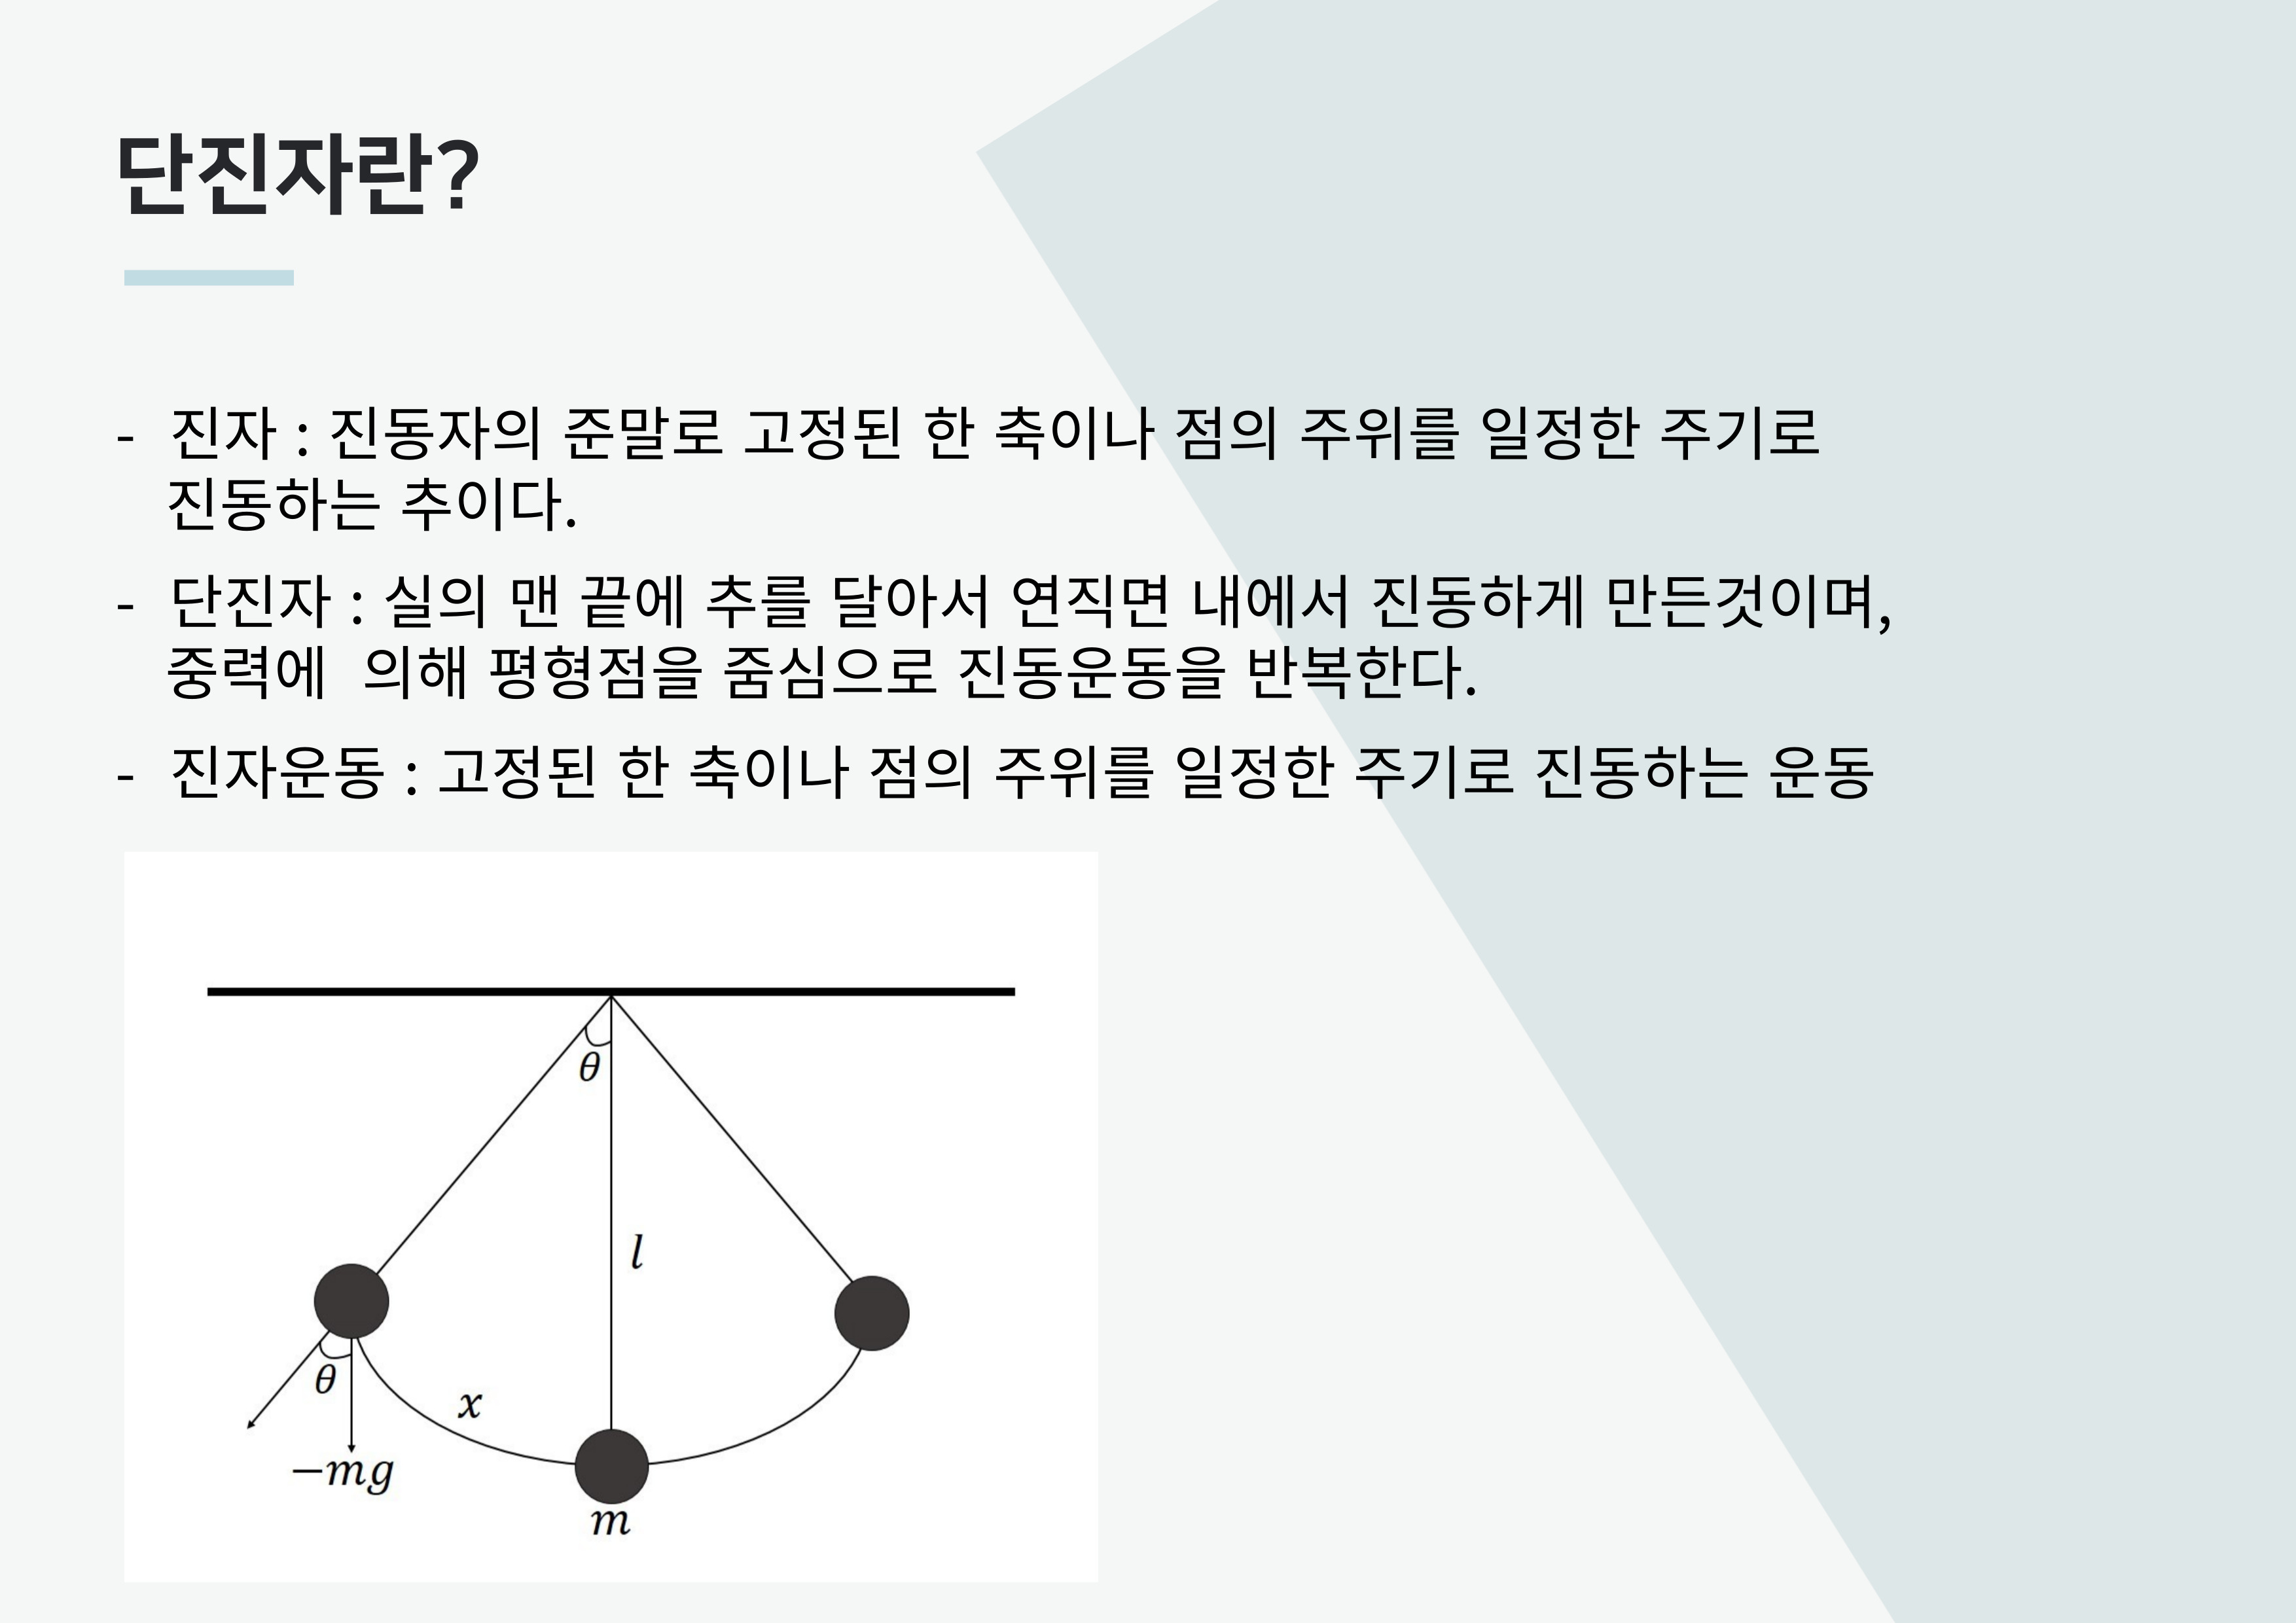 단진자란?
- 진자 : 진동자의 준말로 고정된 한 축이나 점의 주위를 일정한 주기로
진동하는 추이다.
- 단진자 : 실의 맨 끝에 추를 달아서 연직면 내에서 진동하게 만든것이며,
중력에  의해 평형점을 중심으로 진동운동을 반복한다.
- 진자운동 : 고정된 한 축이나 점의 주위를 일정한 주기로 진동하는 운동
θ
l
θ
x
−mg
m